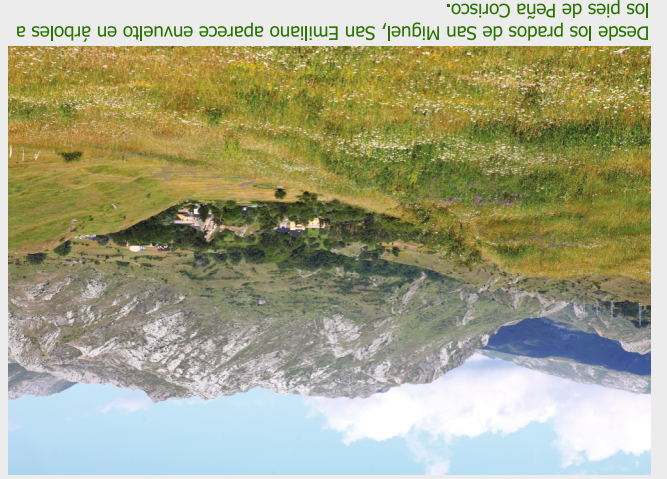 Desde los prados de San Miguel, San Emiliano aparece envuelto en árboles a
los pies de Peña Corisco.